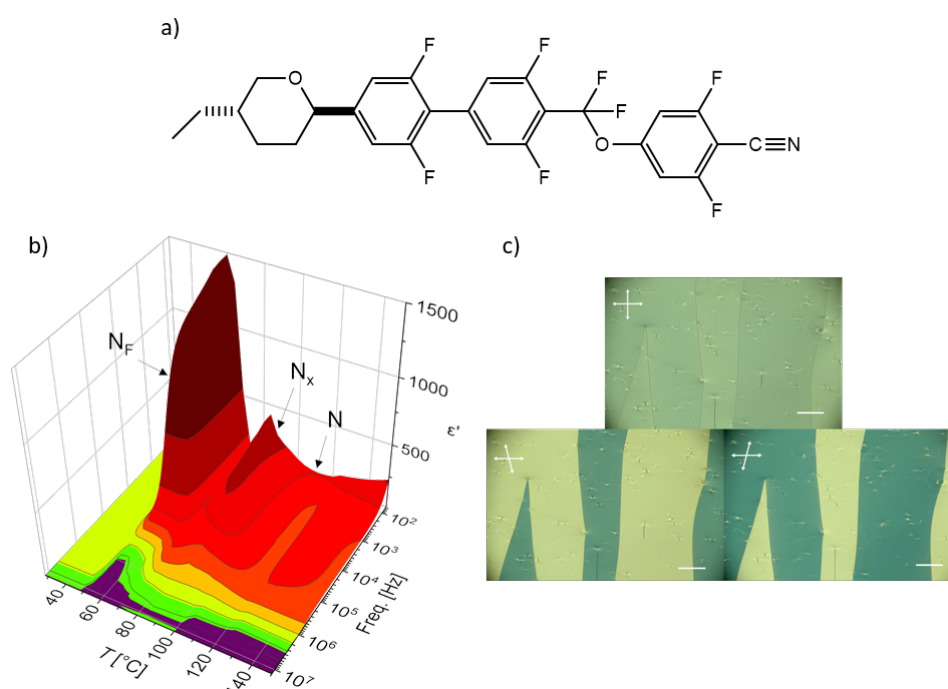 a)
F
F
F
O
F
F
O
C≡N
F
F
F
b)
c)
1500
1000
500
ε'
N_F
N_x
N
10²
10³
10⁴
10⁵
10⁶
10⁷
Freq. [Hz]
40
60
80
100
120
140
T [°C]